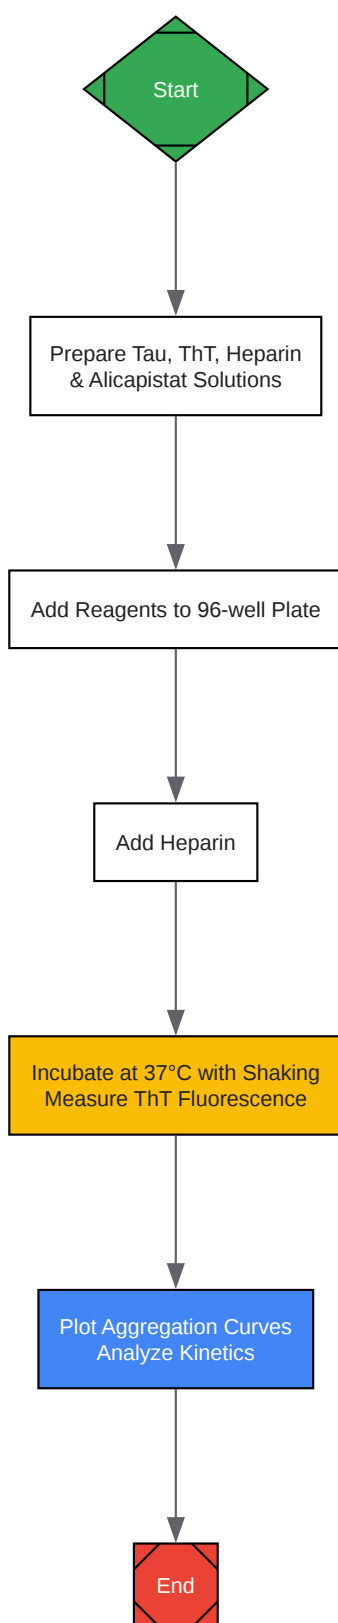 Start
Prepare Tau, ThT, Heparin
& Alicapistat Solutions
Add Reagents to 96-well Plate
Add Heparin
Incubate at 37°C with Shaking
Measure ThT Fluorescence
Plot Aggregation Curves
Analyze Kinetics
End